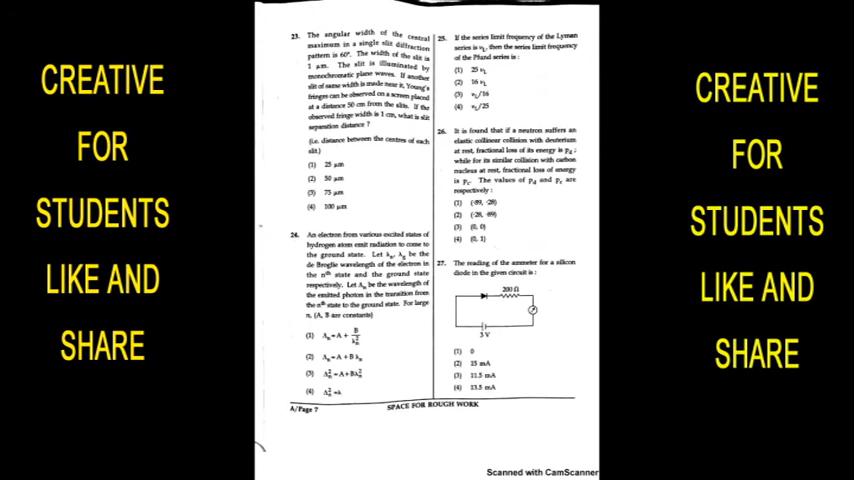 CREATIVE
FOR
STUDENTS
LIKE AND
SHARE
23. The angular width of the central
maximum in a single slit diffraction
pattern is 60°. The width of the slit is
1 μm. The slit is illuminated by
monochromatic plane waves. If another
slit of same width is made near it, Young's
fringes can be observed on a screen placed
at a distance 50 cm from the slits. If the
observed fringe width is 1 cm, what is slit
separation distance ?
(i.e. distance between the centres of each
slit.)
(1) 25 μm
(2) 50 μm
(3) 75 μm
(4) 100 μm
24. An electron from various excited states of
hydrogen atom emit radiation to come to
the ground state. Let λn, λg be the
de Broglie wavelength of the electron in
the nth state and the ground state
respectively. Let Λn be the wavelength of
the emitted photon in the transition from
the nth state to the ground state. For large
n, (A, B are constants)
(1) Λn = A + B/λn²
(2) Λn = A + B λn
(3) Λn² = A + Bλn²
(4) Λn² = λ
A/Page 7
SPACE FOR ROUGH WORK
25. If the series limit frequency of the Lyman
series is νL, then the series limit frequency
of the Pfund series is :
(1) 25 νL
(2) 16 νL
(3) νL/16
(4) νL/25
26. It is found that if a neutron suffers an
elastic collinear collision with deuterium
at rest, fractional loss of its energy is pd ;
while for its similar collision with carbon
nucleus at rest, fractional loss of energy
is pc. The values of pd and pc are
respectively :
(1) (·89, ·28)
(2) (·28, ·89)
(3) (0, 0)
(4) (0, 1)
27. The reading of the ammeter for a silicon
diode in the given circuit is :
200 Ω
3 V
(1) 0
(2) 15 mA
(3) 11.5 mA
(4) 13.5 mA
Scanned with CamScanner
CREATIVE
FOR
STUDENTS
LIKE AND
SHARE